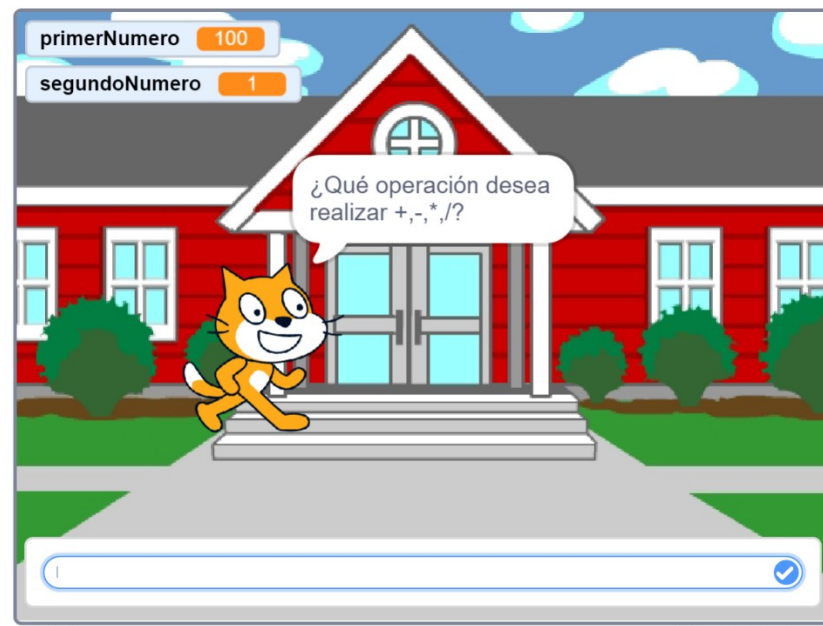 primerNumero 100
segundoNumero 1
¿Qué operación desea
realizar +,-,*,/?